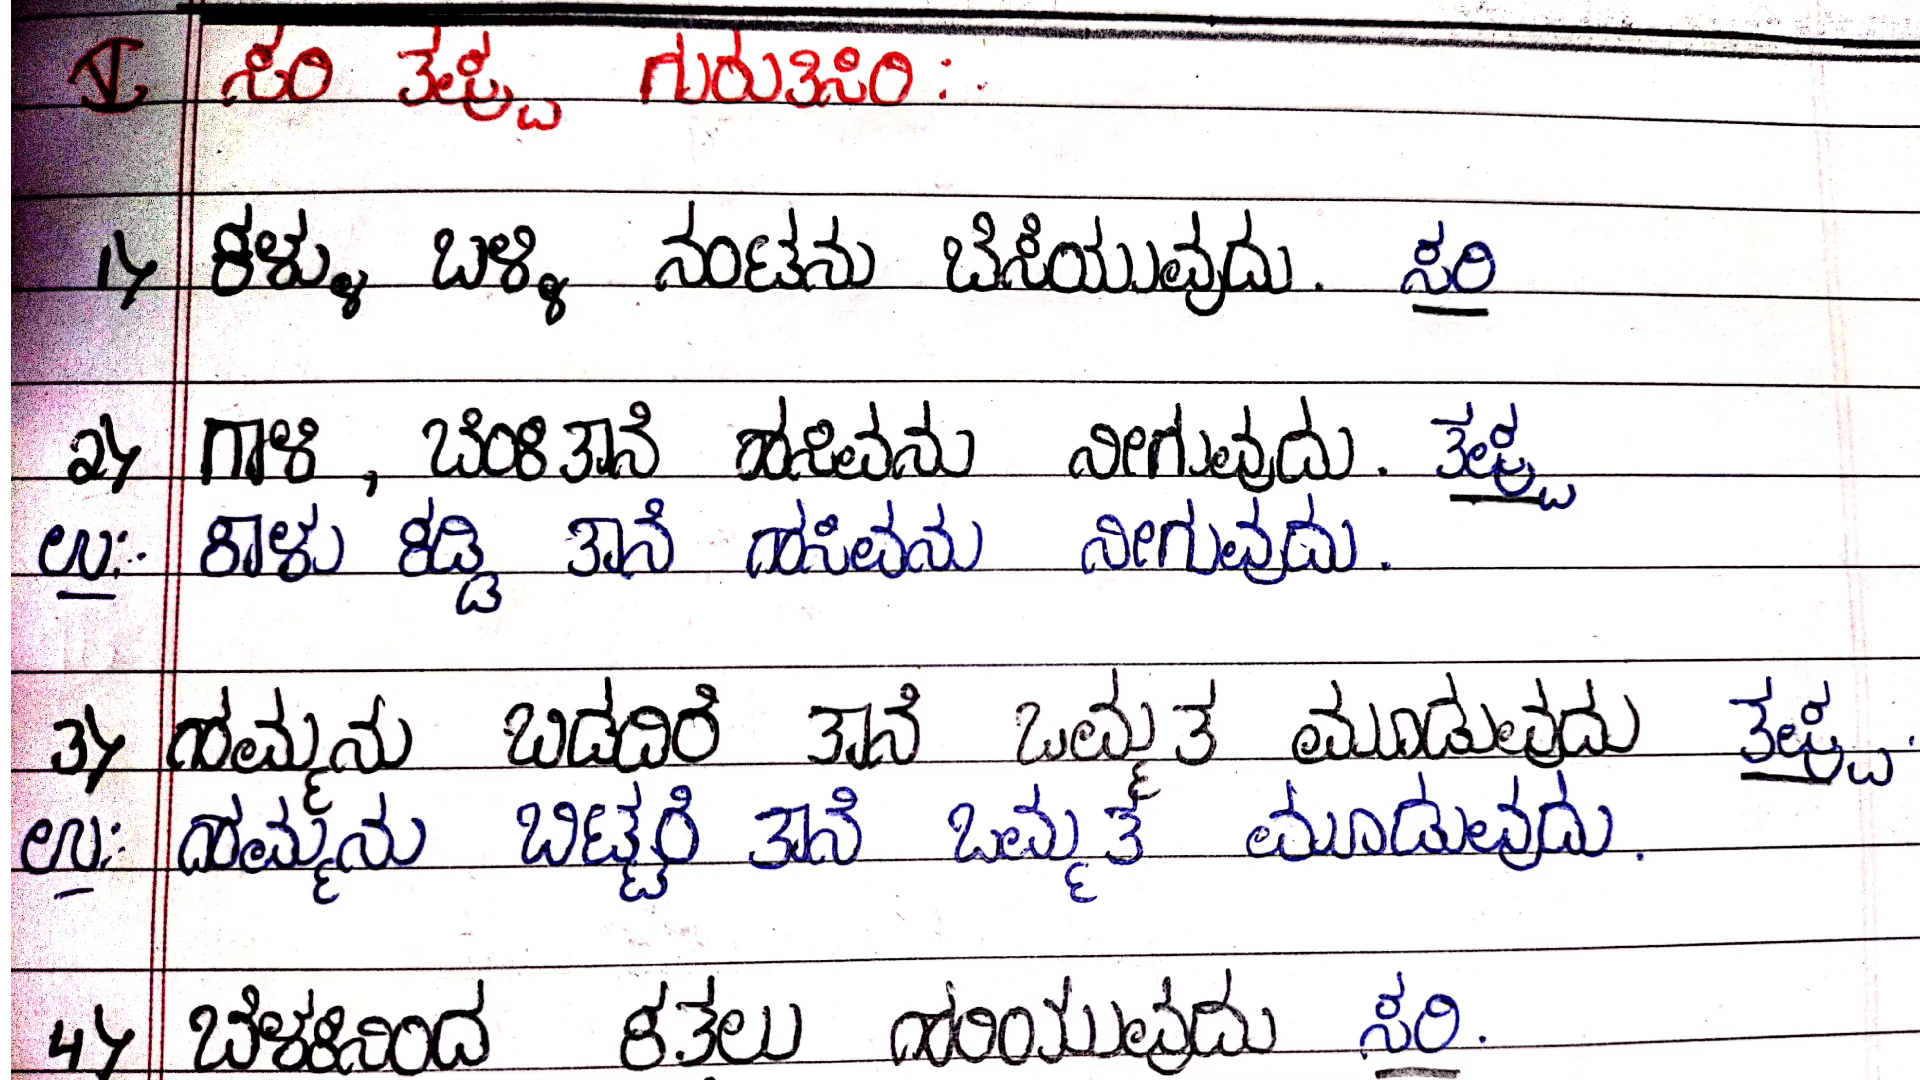 V ಸರಿ ತಪ್ಪು ಗುರುತಿಸಿರಿ :-
1) ಕಳ್ಳು ಬಳ್ಳಿ ನಂಟನು ಬೆಸೆಯುವುದು. ಸರಿ
2) ಗಾಳಿ , ಬೆಂಕಿ ತಾನೆ ಹಸಿವನು ನೀಗುವುದು. ತಪ್ಪು
ಉ:- ಕಾಳು ಕಡ್ಡಿ ತಾನೆ ಹಸಿವನು ನೀಗುವುದು.
3) ಹಮ್ಮನು ಬಿಡದಿರೆ ತಾನೆ ಒಮ್ಮತ ಮೂಡುವುದು ತಪ್ಪು.
ಉ:- ಹಮ್ಮನು ಬಿಟ್ಟರೆ ತಾನೆ ಒಮ್ಮತ ಮೂಡುವುದು.
4) ಬೆಳಕಿನಿಂದ ಕತ್ತಲು ಹರಿಯುವುದು ಸರಿ.